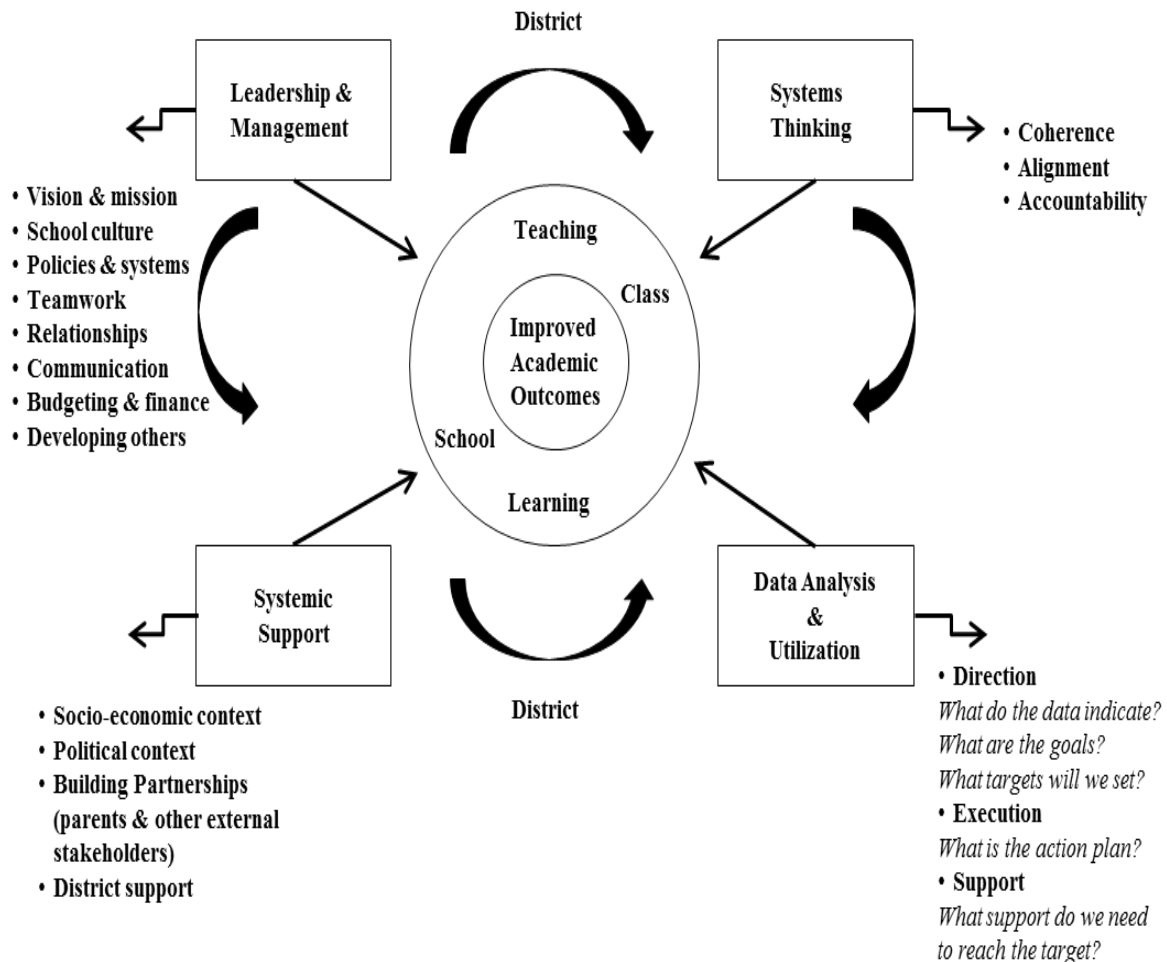 District
Leadership &
Management
Systems
Thinking
• Coherence
• Alignment
• Accountability
• Vision & mission
• School culture
• Policies & systems
• Teamwork
• Relationships
• Communication
• Budgeting & finance
• Developing others
Teaching
Class
Improved
Academic
Outcomes
School
Learning
Systemic
Support
Data Analysis
&
Utilization
District
• Socio-economic context
• Political context
• Building Partnerships
(parents & other external
stakeholders)
• District support
• Direction
What do the data indicate?
What are the goals?
What targets will we set?
• Execution
What is the action plan?
• Support
What support do we need
to reach the target?